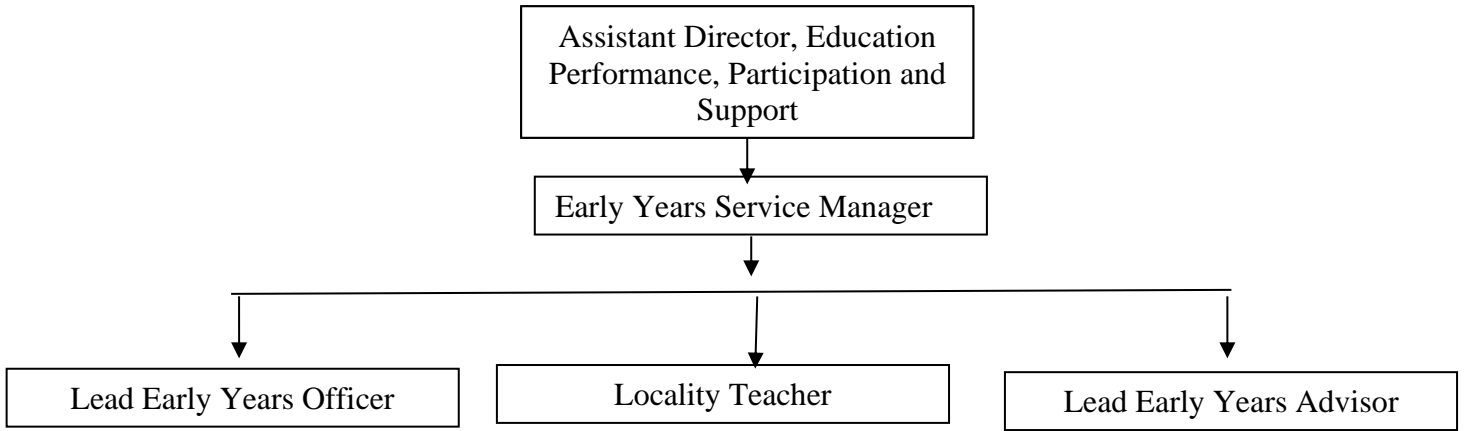 Assistant Director, Education
Performance, Participation and
Support
Early Years Service Manager
Lead Early Years Officer
Locality Teacher
Lead Early Years Advisor